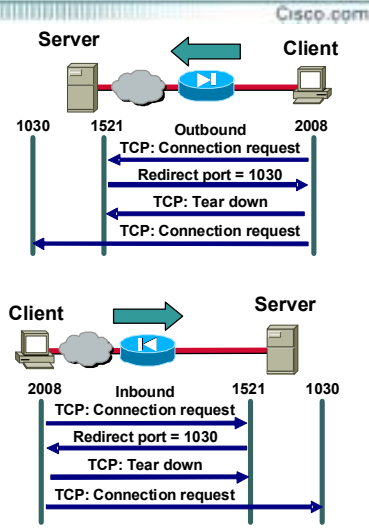 Cisco.com
Server
Client
1030 1521 Outbound 2008
TCP: Connection request
Redirect port = 1030
TCP: Tear down
TCP: Connection request
Client
Server
2008 Inbound 1521 1030
TCP: Connection request
Redirect port = 1030
TCP: Tear down
TCP: Connection request